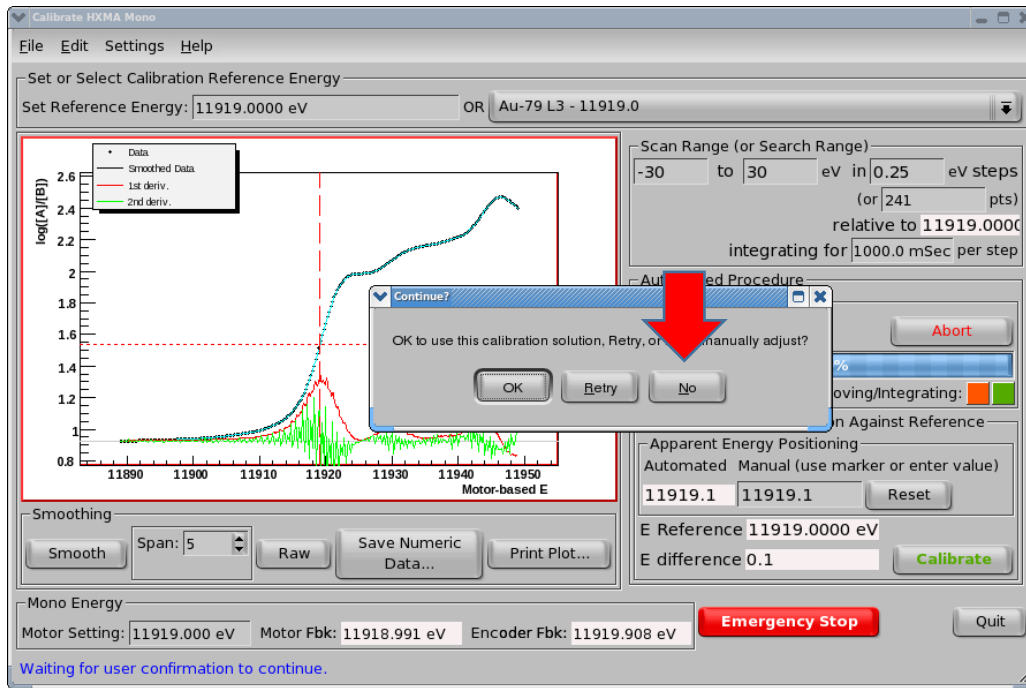 Calibrate HXMA Mono
File Edit Settings Help
Set or Select Calibration Reference Energy
Set Reference Energy: 11919.0000 eV OR Au-79 L3 - 11919.0
Data
Smoothed Data
1st deriv.
2nd deriv.
log([A]/[B])
2.6
2.4
2.2
2
1.8
1.6
1.4
1.2
1
0.8
11890 11900 11910 11920 11930 11940 11950
Motor-based E
Scan Range (or Search Range)
-30 to 30 eV in 0.25 eV steps
(or 241 pts)
relative to 11919.000
integrating for 1000.0 mSec per step
Procedure
Abort
%
Continue?
OK to use this calibration solution, Retry, or manually adjust?
OK Retry No
oving/Integrating:
on Against Reference
Apparent Energy Positioning
Automated Manual (use marker or enter value)
11919.1 11919.1 Reset
E Reference 11919.0000 eV
E difference 0.1 Calibrate
Smoothing
Smooth Span: 5 Raw Save Numeric Data... Print Plot...
Mono Energy
Motor Setting: 11919.000 eV Motor Fbk: 11918.991 eV Encoder Fbk: 11919.908 eV
Emergency Stop Quit
Waiting for user confirmation to continue.